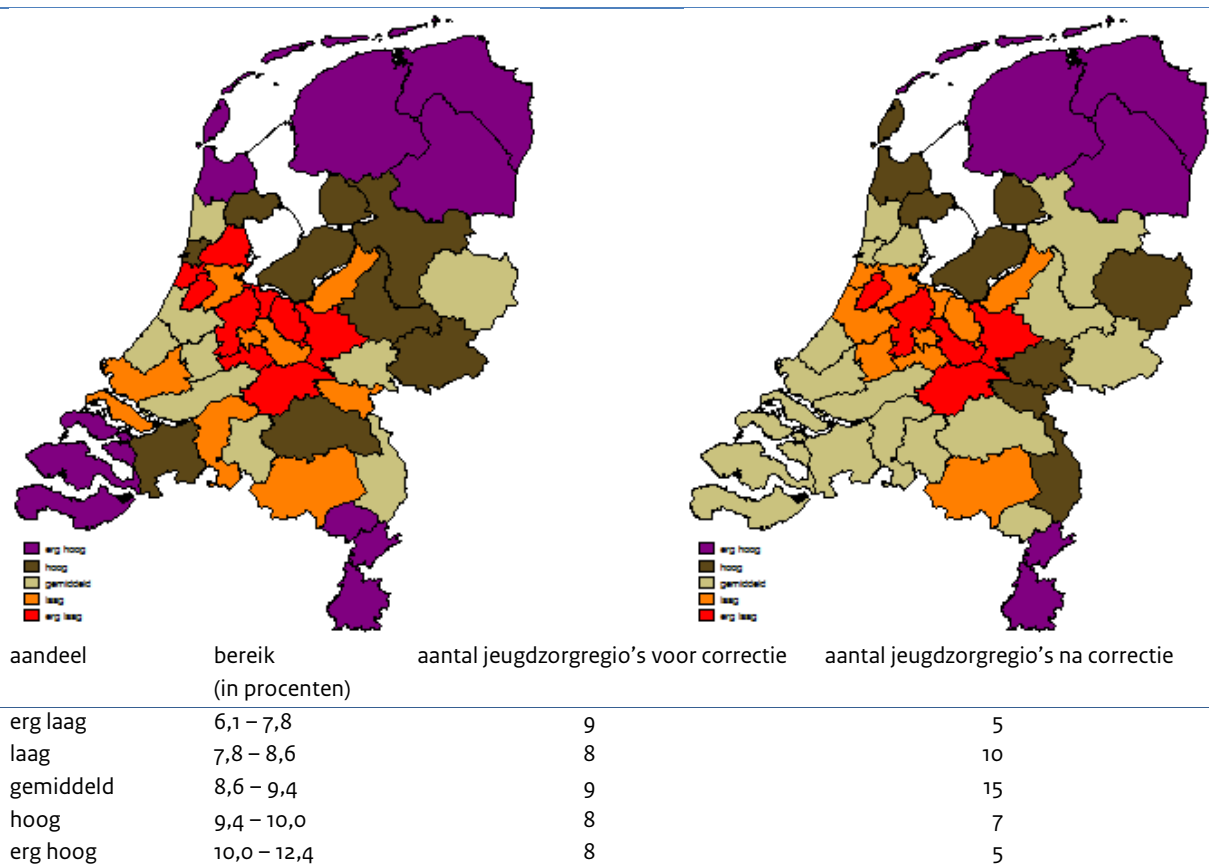 erg hoog
hoog
gemiddeld
laag
erg laag
erg hoog
hoog
gemiddeld
laag
erg laag
aandeel bereik aantal jeugdzorgregio's voor correctie aantal jeugdzorgregio's na correctie
(in procenten)
erg laag 6,1 – 7,8 9 5
laag 7,8 – 8,6 8 10
gemiddeld 8,6 – 9,4 9 15
hoog 9,4 – 10,0 8 7
erg hoog 10,0 – 12,4 8 5